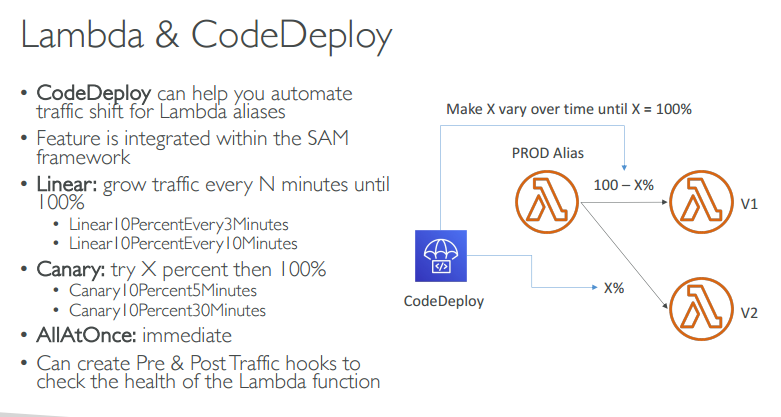 Lambda & CodeDeploy
• CodeDeploy can help you automate
traffic shift for Lambda aliases
• Feature is integrated within the SAM
framework
• Linear: grow traffic every N minutes until
100%
• Linear10PercentEvery3Minutes
• Linear10PercentEvery10Minutes
• Canary: try X percent then 100%
• Canary10Percent5Minutes
• Canary10Percent30Minutes
• AllAtOnce: immediate
• Can create Pre & Post Traffic hooks to
check the health of the Lambda function
Make X vary over time until X = 100%
PROD Alias
100 – X%
V1
CodeDeploy
X%
V2